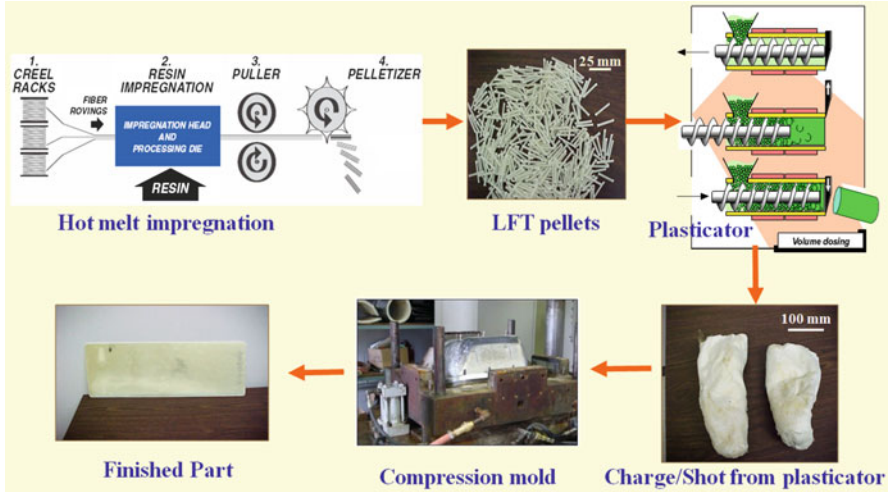 1.
CREEL
RACKS
2.
RESIN
IMPREGNATION
3.
PULLER
4.
PELLETIZER
FIBER
ROVINGS
IMPREGNATION HEAD
AND
PROCESSING DIE
RESIN
Hot melt impregnation
25 mm
LFT pellets
Plasticator
Volume dosing
100 mm
Finished Part
Compression mold
Charge/Shot from plasticator